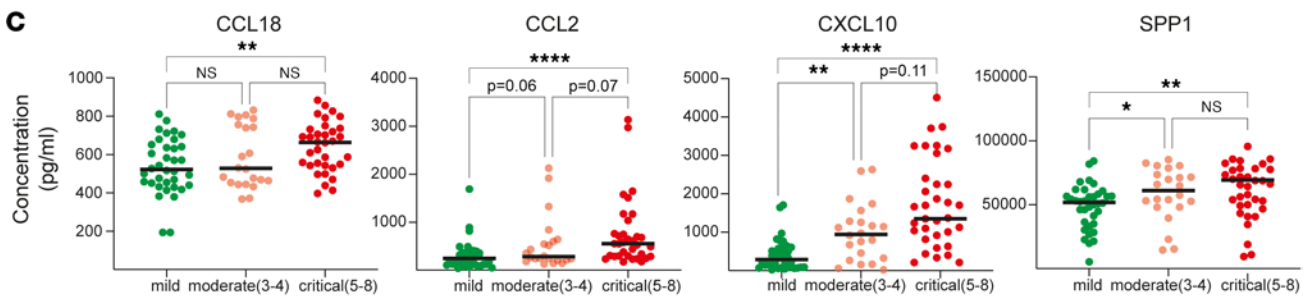 c
CCL18
CCL2
CXCL10
SPP1
Concentration
(pg/ml)
**
NS NS
1000
800
600
400
200
mild moderate(3-4) critical(5-8)
****
p=0.06 p=0.07
4000
3000
2000
1000
mild moderate(3-4) critical(5-8)
****
** p=0.11
5000
4000
3000
2000
1000
mild moderate(3-4) critical(5-8)
**
* NS
150000
100000
50000
mild moderate(3-4) critical(5-8)